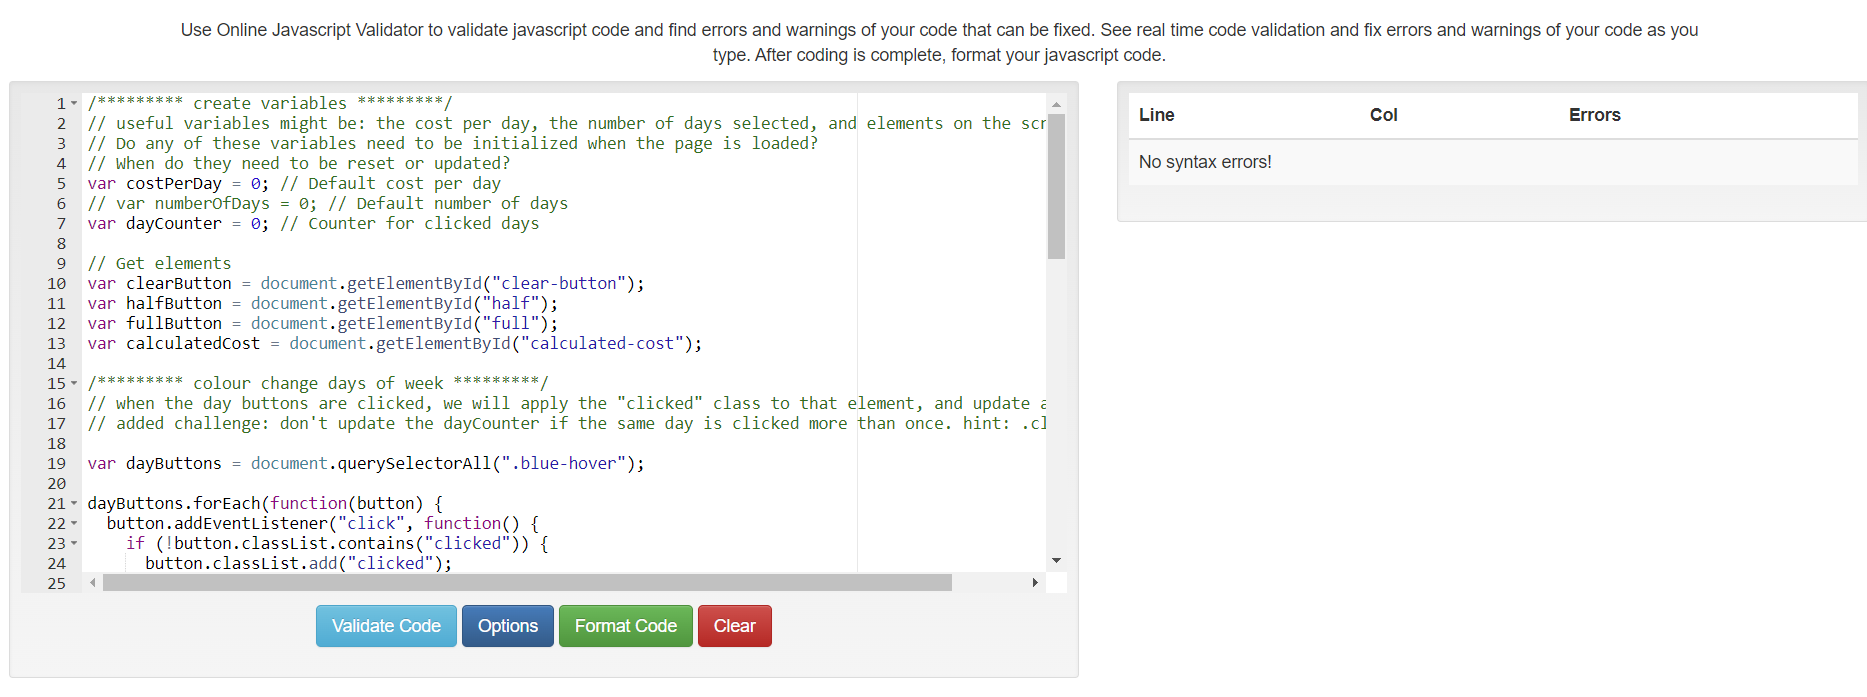 Use Online Javascript Validator to validate javascript code and find errors and warnings of your code that can be fixed. See real time code validation and fix errors and warnings of your code as you
type. After coding is complete, format your javascript code.
1 /********* create variables *********/
2 // useful variables might be: the cost per day, the number of days selected, and elements on the scr
3 // Do any of these variables need to be initialized when the page is loaded?
4 // When do they need to be reset or updated?
5 var costPerDay = 0; // Default cost per day
6 // var numberOfDays = 0; // Default number of days
7 var dayCounter = 0; // Counter for clicked days
8
9 // Get elements
10 var clearButton = document.getElementById("clear-button");
11 var halfButton = document.getElementById("half");
12 var fullButton = document.getElementById("full");
13 var calculatedCost = document.getElementById("calculated-cost");
14
15 /********* colour change days of week *********/
16 // when the day buttons are clicked, we will apply the "clicked" class to that element, and update a
17 // added challenge: don't update the dayCounter if the same day is clicked more than once. hint: .cl
18
19 var dayButtons = document.querySelectorAll(".blue-hover");
20
21 dayButtons.forEach(function(button) {
22 button.addEventListener("click", function() {
23 if (!button.classList.contains("clicked")) {
24 button.classList.add("clicked");
25
Validate Code Options Format Code Clear
Line Col Errors
No syntax errors!